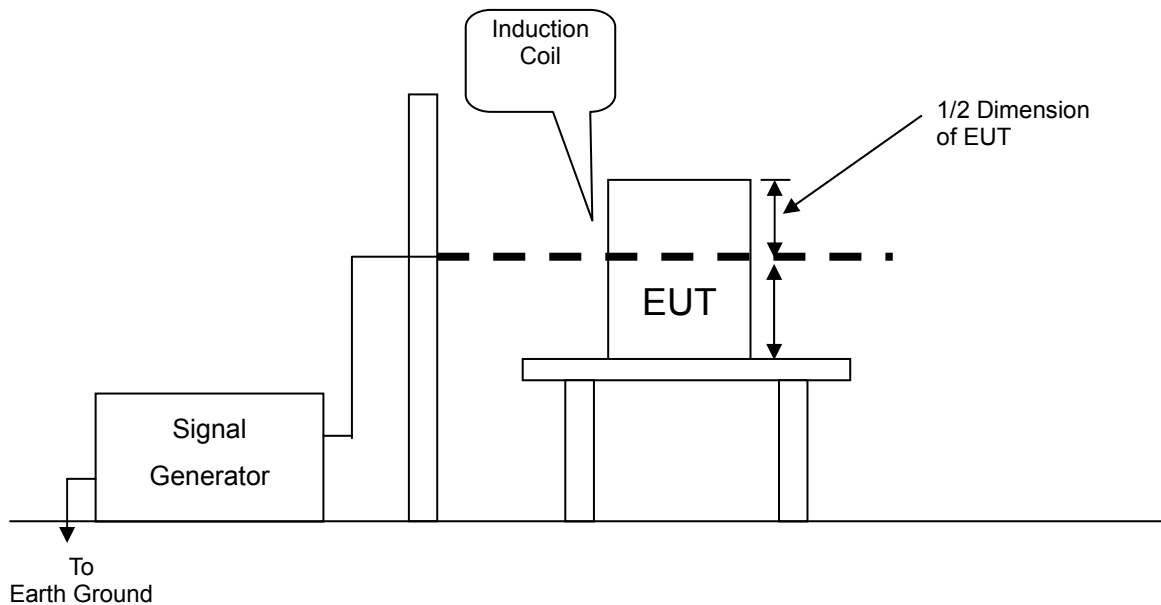 Induction
Coil
1/2 Dimension
of EUT
EUT
Signal
Generator
To
Earth Ground